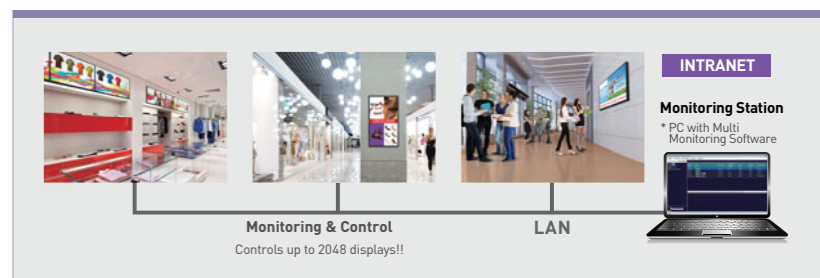 INTRANET
Monitoring Station
* PC with Multi
Monitoring Software
Monitoring & Control
LAN
Controls up to 2048 displays!!